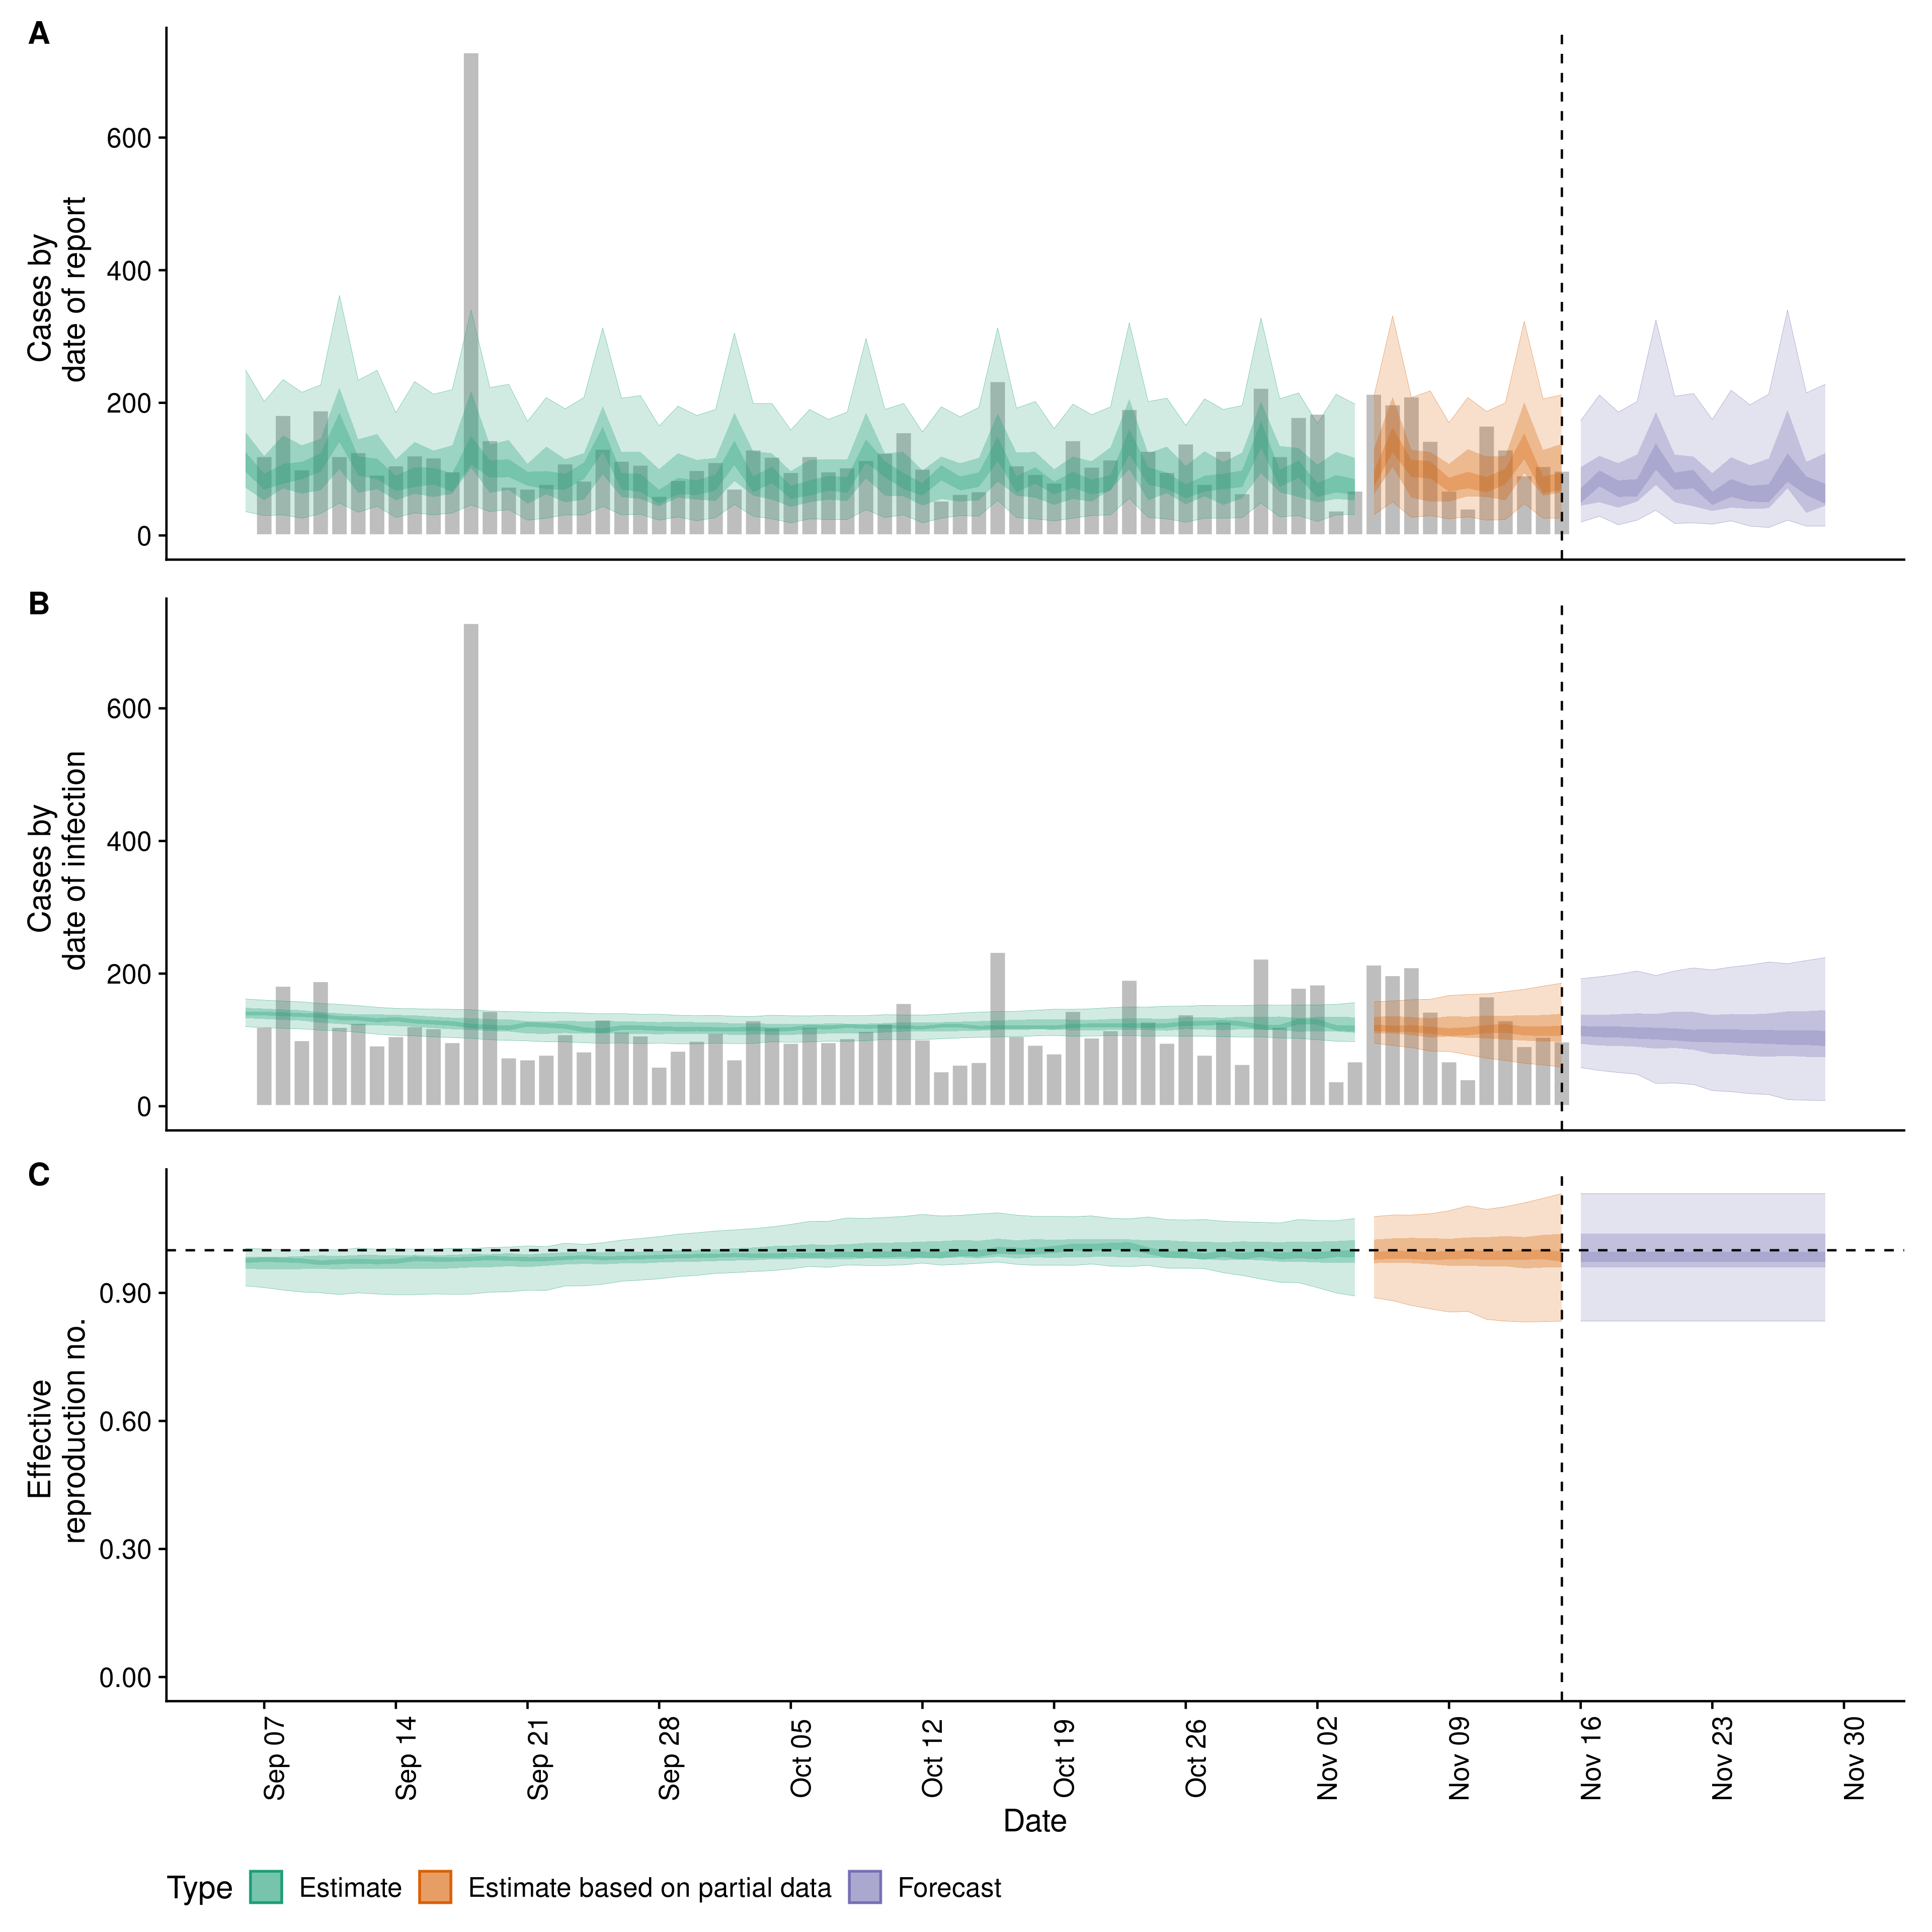 A
600
400
200
0
Cases by
date of report
B
600
400
200
0
Cases by
date of infection
C
0.90
0.60
0.30
0.00
Effective
reproduction no.
Sep 07
Sep 14
Sep 21
Sep 28
Oct 05
Oct 12
Oct 19
Oct 26
Nov 02
Nov 09
Nov 16
Nov 23
Nov 30
Date
Type Estimate Estimate based on partial data Forecast